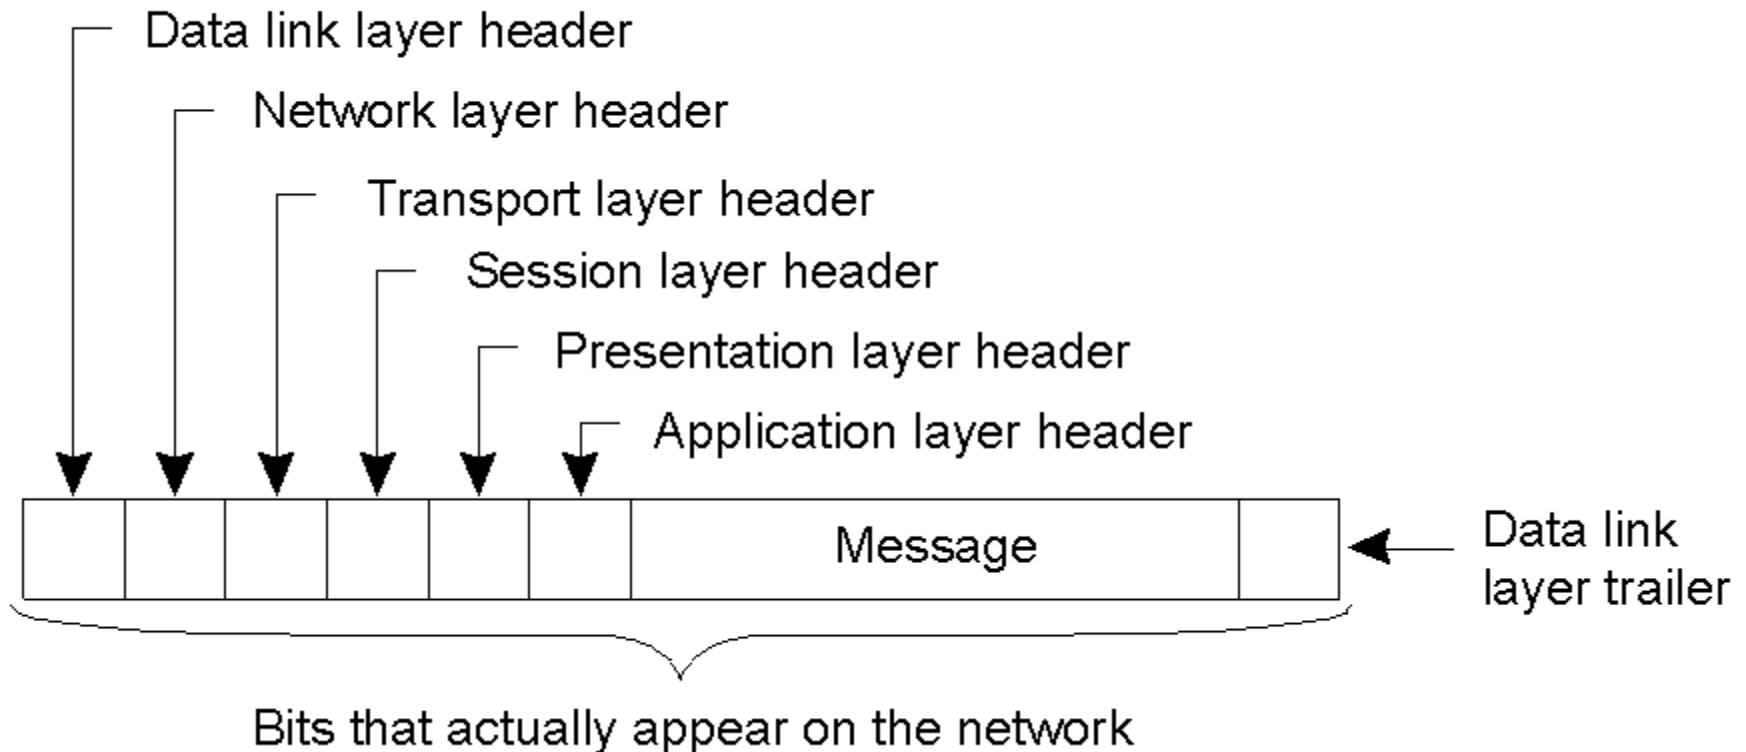 Data link layer header
Network layer header
Transport layer header
Session layer header
Presentation layer header
Application layer header
Message
Data link
layer trailer
Bits that actually appear on the network